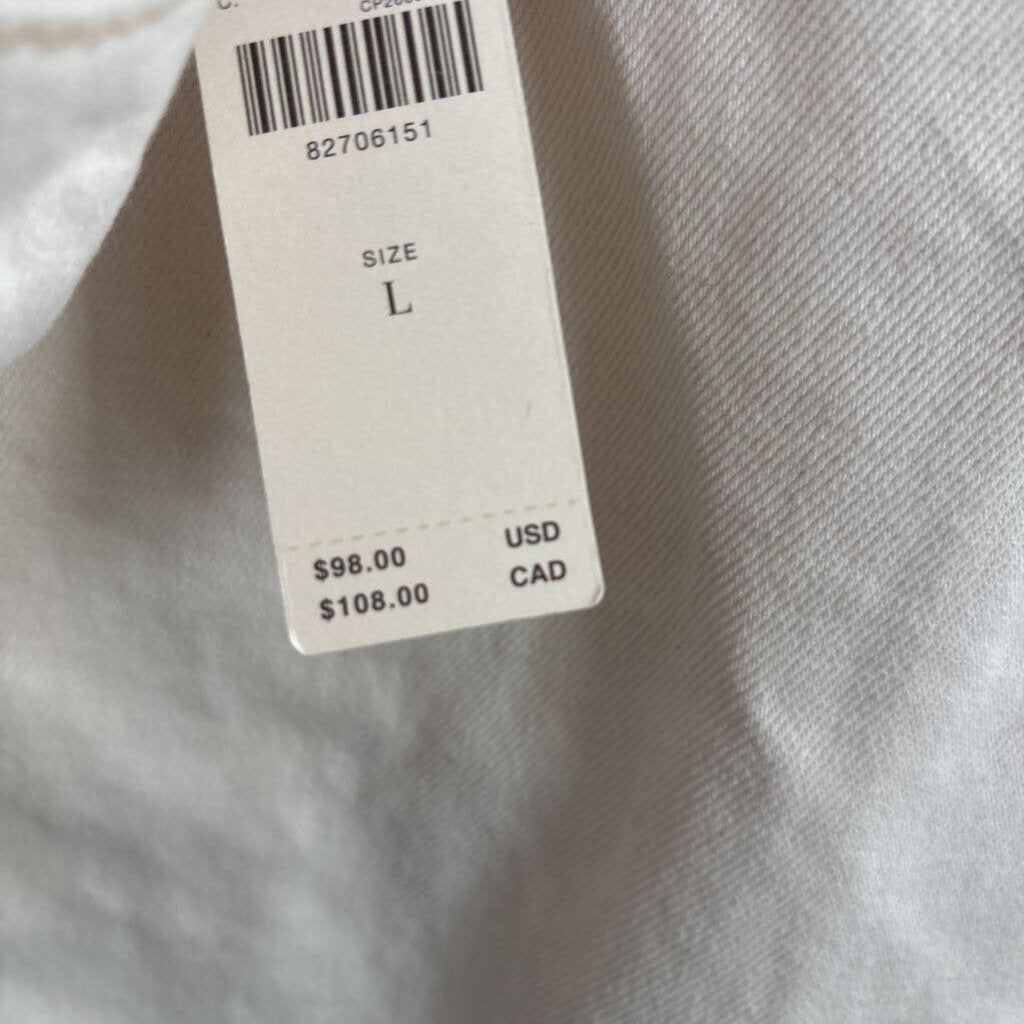 C.
82706151
SIZE
L
$98.00 USD
$108.00 CAD